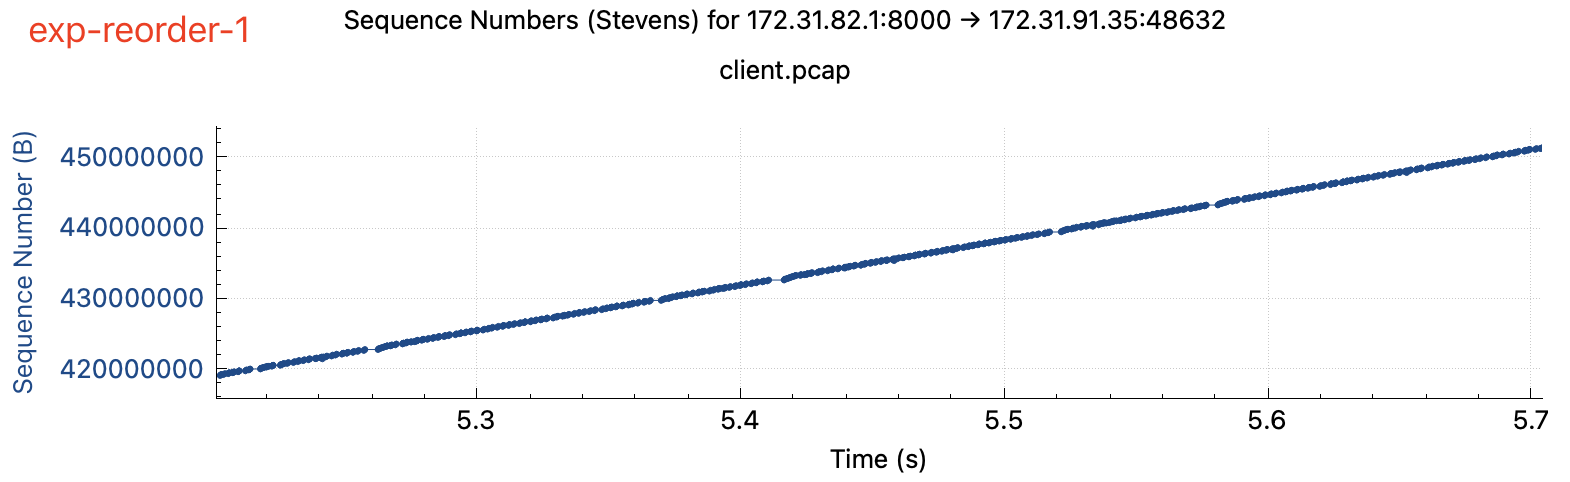 exp-reorder-1
Sequence Numbers (Stevens) for 172.31.82.1:8000 → 172.31.91.35:48632
client.pcap
Sequence Number (B)
450000000
440000000
430000000
420000000
5.3 5.4 5.5 5.6 5.7
Time (s)